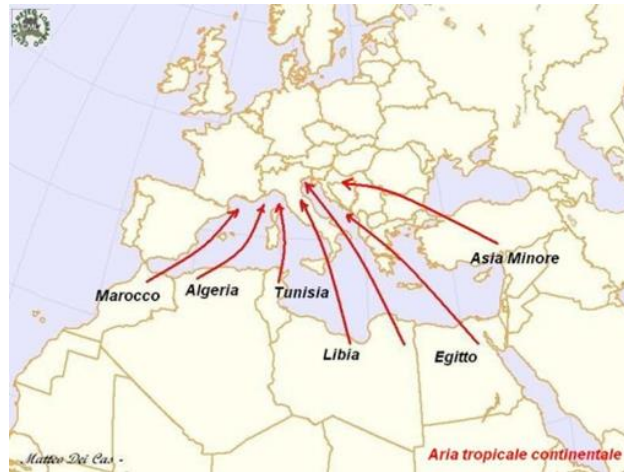 Asia Minore
Marocco
Algeria
Tunisia
Libia
Egitto
Matteo Dei Cas -
Aria tropicale continentale